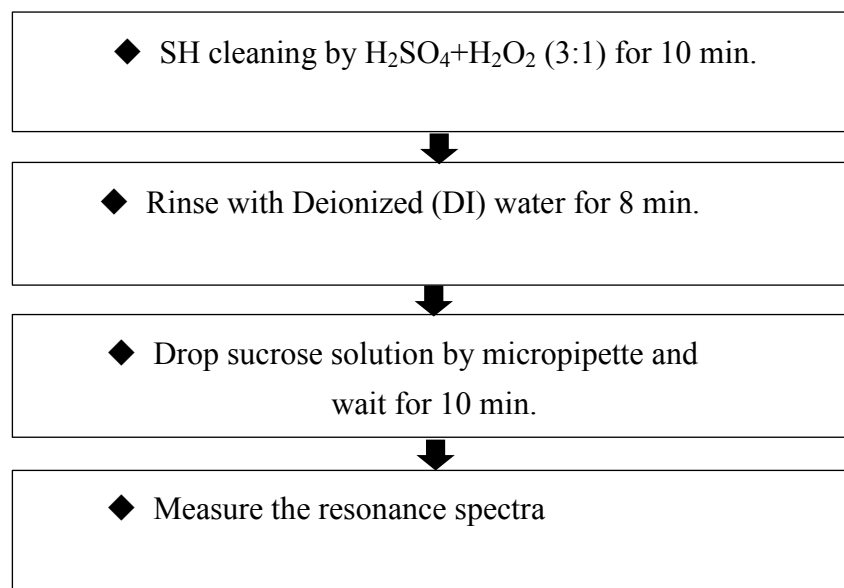 ◆ SH cleaning by H₂SO₄+H₂O₂ (3:1) for 10 min.
◆ Rinse with Deionized (DI) water for 8 min.
◆ Drop sucrose solution by micropipette and
wait for 10 min.
◆ Measure the resonance spectra